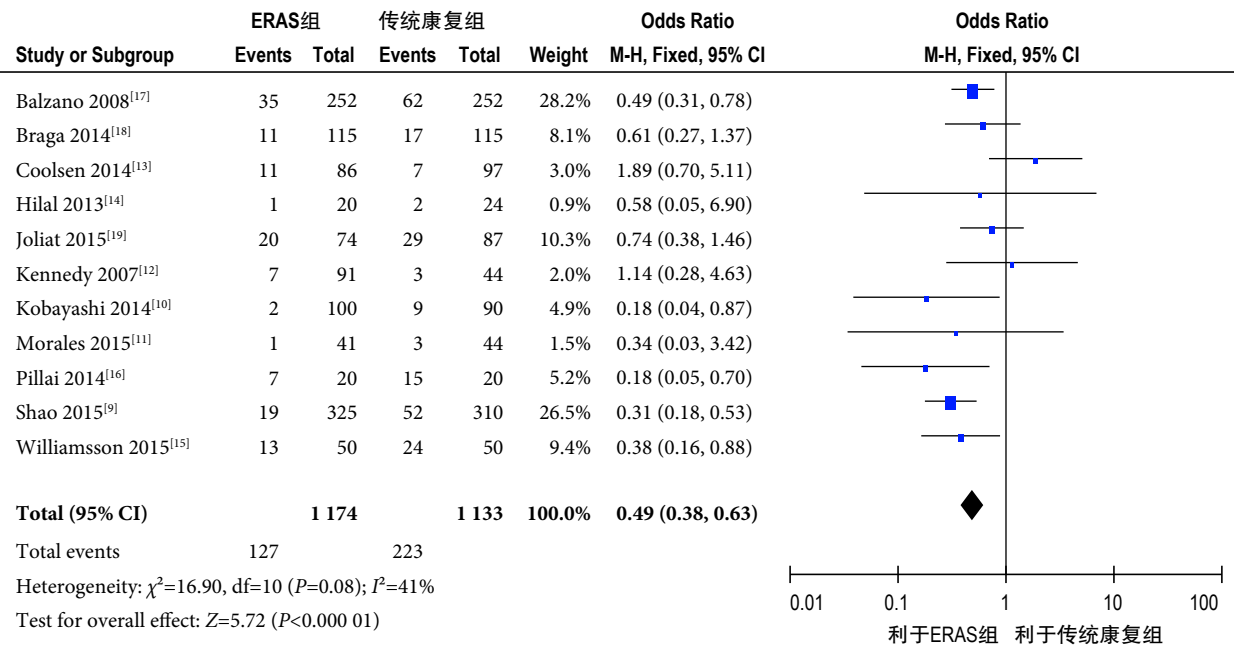 ERAS组 传统康复组 Odds Ratio Odds Ratio
Study or Subgroup Events Total Events Total Weight M-H, Fixed, 95% CI M-H, Fixed, 95% CI
Balzano 2008[17] 35 252 62 252 28.2% 0.49 (0.31, 0.78)
Braga 2014[18] 11 115 17 115 8.1% 0.61 (0.27, 1.37)
Coolsen 2014[13] 11 86 7 97 3.0% 1.89 (0.70, 5.11)
Hilal 2013[14] 1 20 2 24 0.9% 0.58 (0.05, 6.90)
Joliat 2015[19] 20 74 29 87 10.3% 0.74 (0.38, 1.46)
Kennedy 2007[12] 7 91 3 44 2.0% 1.14 (0.28, 4.63)
Kobayashi 2014[10] 2 100 9 90 4.9% 0.18 (0.04, 0.87)
Morales 2015[11] 1 41 3 44 1.5% 0.34 (0.03, 3.42)
Pillai 2014[16] 7 20 15 20 5.2% 0.18 (0.05, 0.70)
Shao 2015[9] 19 325 52 310 26.5% 0.31 (0.18, 0.53)
Williamsson 2015[15] 13 50 24 50 9.4% 0.38 (0.16, 0.88)
Total (95% CI) 1 174 1 133 100.0% 0.49 (0.38, 0.63)
Total events 127 223
Heterogeneity: χ²=16.90, df=10 (P=0.08); I²=41%
Test for overall effect: Z=5.72 (P<0.000 01)
0.01 0.1 1 10 100
利于ERAS组 利于传统康复组